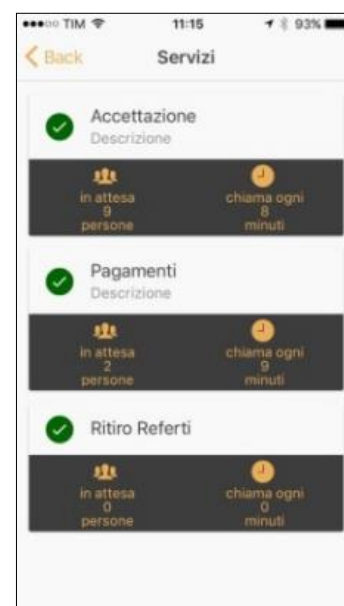 TIM 11:15 93%
Back Servizi
Accettazione
Descrizione
in attesa chiama ogni
9 8
persone minuti
Pagamenti
Descrizione
in attesa chiama ogni
2 9
persone minuti
Ritiro Referti
in attesa chiama ogni
0 0
persone minuti